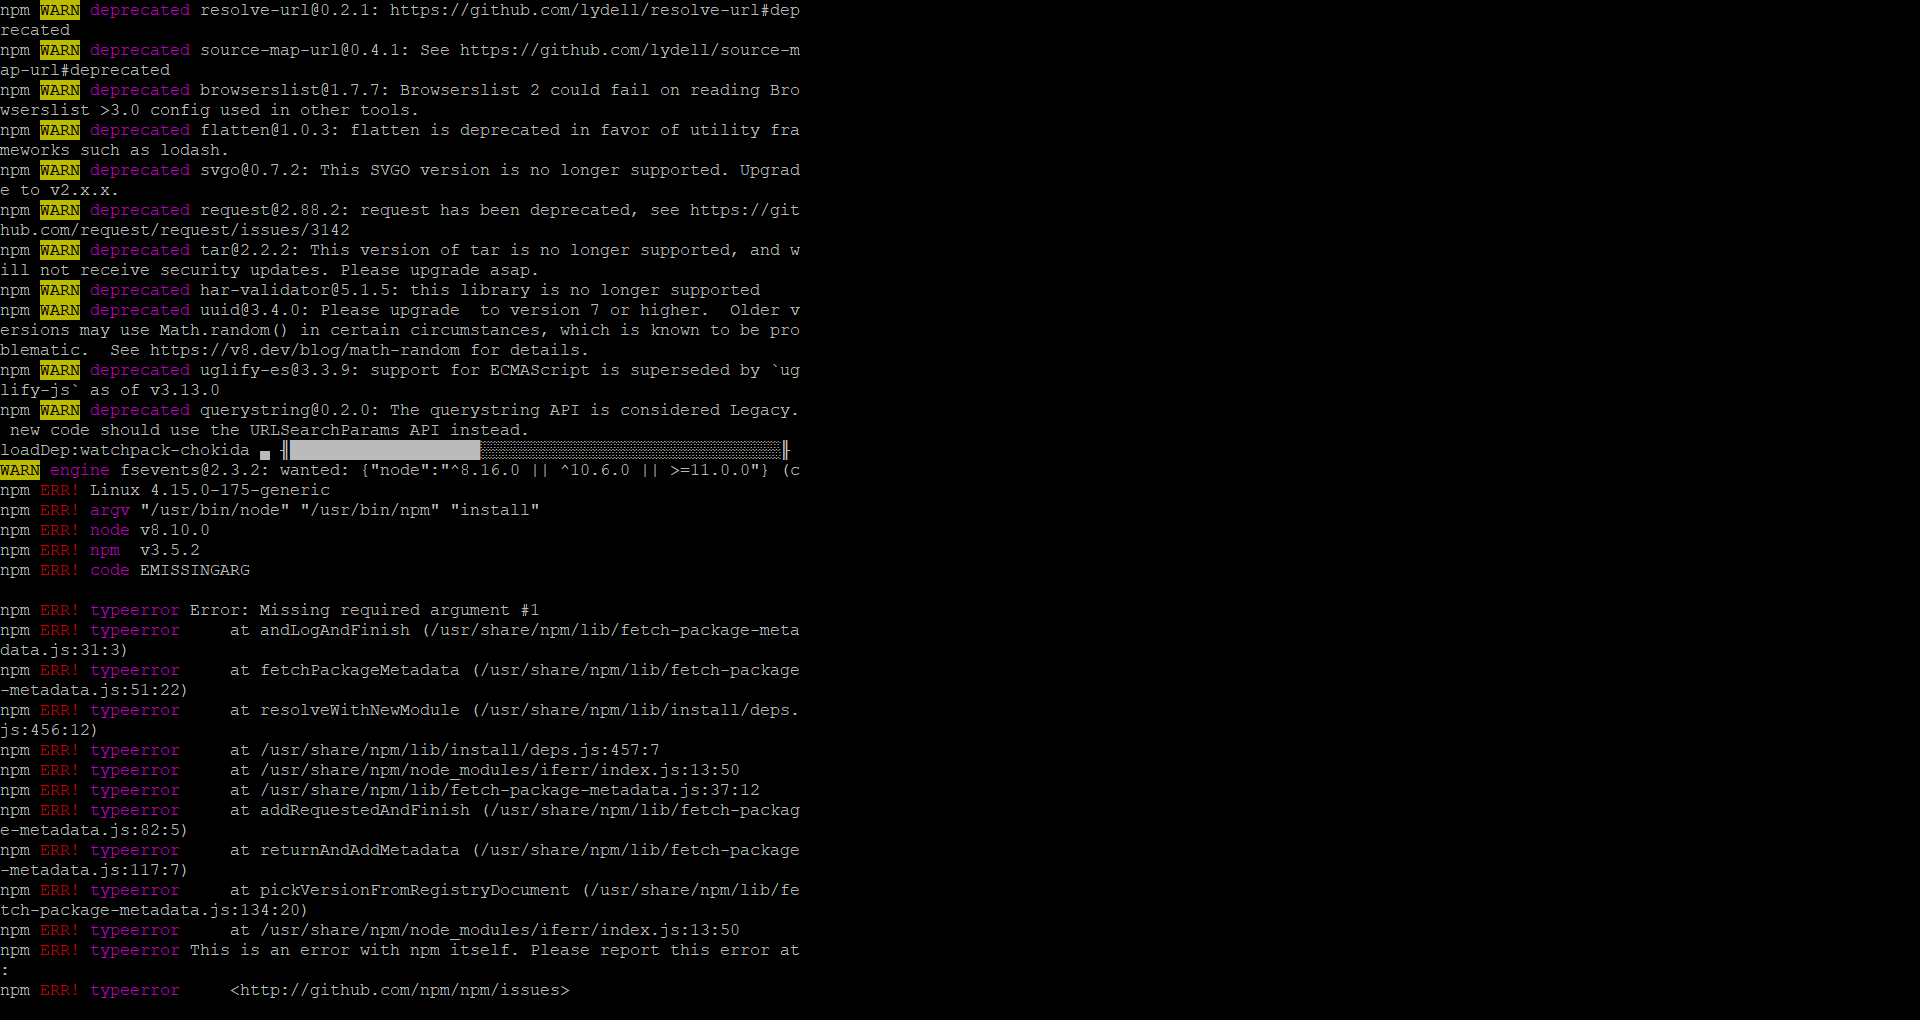 npm WARN deprecated resolve-url@0.2.1: https://github.com/lydell/resolve-url#dep
recated
npm WARN deprecated source-map-url@0.4.1: See https://github.com/lydell/source-m
ap-url#deprecated
npm WARN deprecated browserslist@1.7.7: Browserslist 2 could fail on reading Bro
wserslist >3.0 config used in other tools.
npm WARN deprecated flatten@1.0.3: flatten is deprecated in favor of utility fra
meworks such as lodash.
npm WARN deprecated svgo@0.7.2: This SVGO version is no longer supported. Upgrad
e to v2.x.x.
npm WARN deprecated request@2.88.2: request has been deprecated, see https://git
hub.com/request/request/issues/3142
npm WARN deprecated tar@2.2.2: This version of tar is no longer supported, and w
ill not receive security updates. Please upgrade asap.
npm WARN deprecated har-validator@5.1.5: this library is no longer supported
npm WARN deprecated uuid@3.4.0: Please upgrade  to version 7 or higher.  Older v
ersions may use Math.random() in certain circumstances, which is known to be pro
blematic.  See https://v8.dev/blog/math-random for details.
npm WARN deprecated uglify-es@3.3.9: support for ECMAScript is superseded by `ug
lify-js` as of v3.13.0
npm WARN deprecated querystring@0.2.0: The querystring API is considered Legacy.
 new code should use the URLSearchParams API instead.
loadDep:watchpack-chokida
WARN engine fsevents@2.3.2: wanted: {"node":"^8.16.0 || ^10.6.0 || >=11.0.0"} (c
npm ERR! Linux 4.15.0-175-generic
npm ERR! argv "/usr/bin/node" "/usr/bin/npm" "install"
npm ERR! node v8.10.0
npm ERR! npm  v3.5.2
npm ERR! code EMISSINGARG

npm ERR! typeerror Error: Missing required argument #1
npm ERR! typeerror     at andLogAndFinish (/usr/share/npm/lib/fetch-package-meta
data.js:31:3)
npm ERR! typeerror     at fetchPackageMetadata (/usr/share/npm/lib/fetch-package
-metadata.js:51:22)
npm ERR! typeerror     at resolveWithNewModule (/usr/share/npm/lib/install/deps.
js:456:12)
npm ERR! typeerror     at /usr/share/npm/lib/install/deps.js:457:7
npm ERR! typeerror     at /usr/share/npm/node_modules/iferr/index.js:13:50
npm ERR! typeerror     at /usr/share/npm/lib/fetch-package-metadata.js:37:12
npm ERR! typeerror     at addRequestedAndFinish (/usr/share/npm/lib/fetch-packag
e-metadata.js:82:5)
npm ERR! typeerror     at returnAndAddMetadata (/usr/share/npm/lib/fetch-package
-metadata.js:117:7)
npm ERR! typeerror     at pickVersionFromRegistryDocument (/usr/share/npm/lib/fe
tch-package-metadata.js:134:20)
npm ERR! typeerror     at /usr/share/npm/node_modules/iferr/index.js:13:50
npm ERR! typeerror This is an error with npm itself. Please report this error at
:
npm ERR! typeerror     <http://github.com/npm/npm/issues>